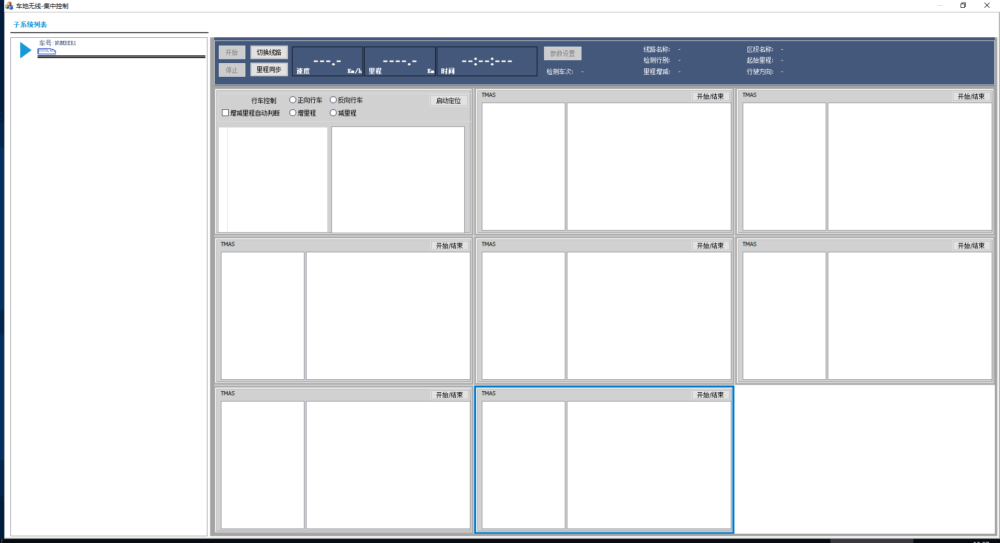 车地无线-集中控制
子系统列表
车号:NUMBER1
开始
切换线路
停止
里程同步
---.-
速度
Km/h
----.-
里程
Km
--:--:---
时间
参数设置
检测车次: -
线路名称: -
检测行别: -
里程增减: -
区段名称: -
起始里程: -
行驶方向: -
行车控制
正向行车
反向行车
启动定位
增减里程自动判断
增里程
减里程
TMAS
开始/结束
TMAS
开始/结束
TMAS
开始/结束
TMAS
开始/结束
TMAS
开始/结束
TMAS
开始/结束
TMAS
开始/结束